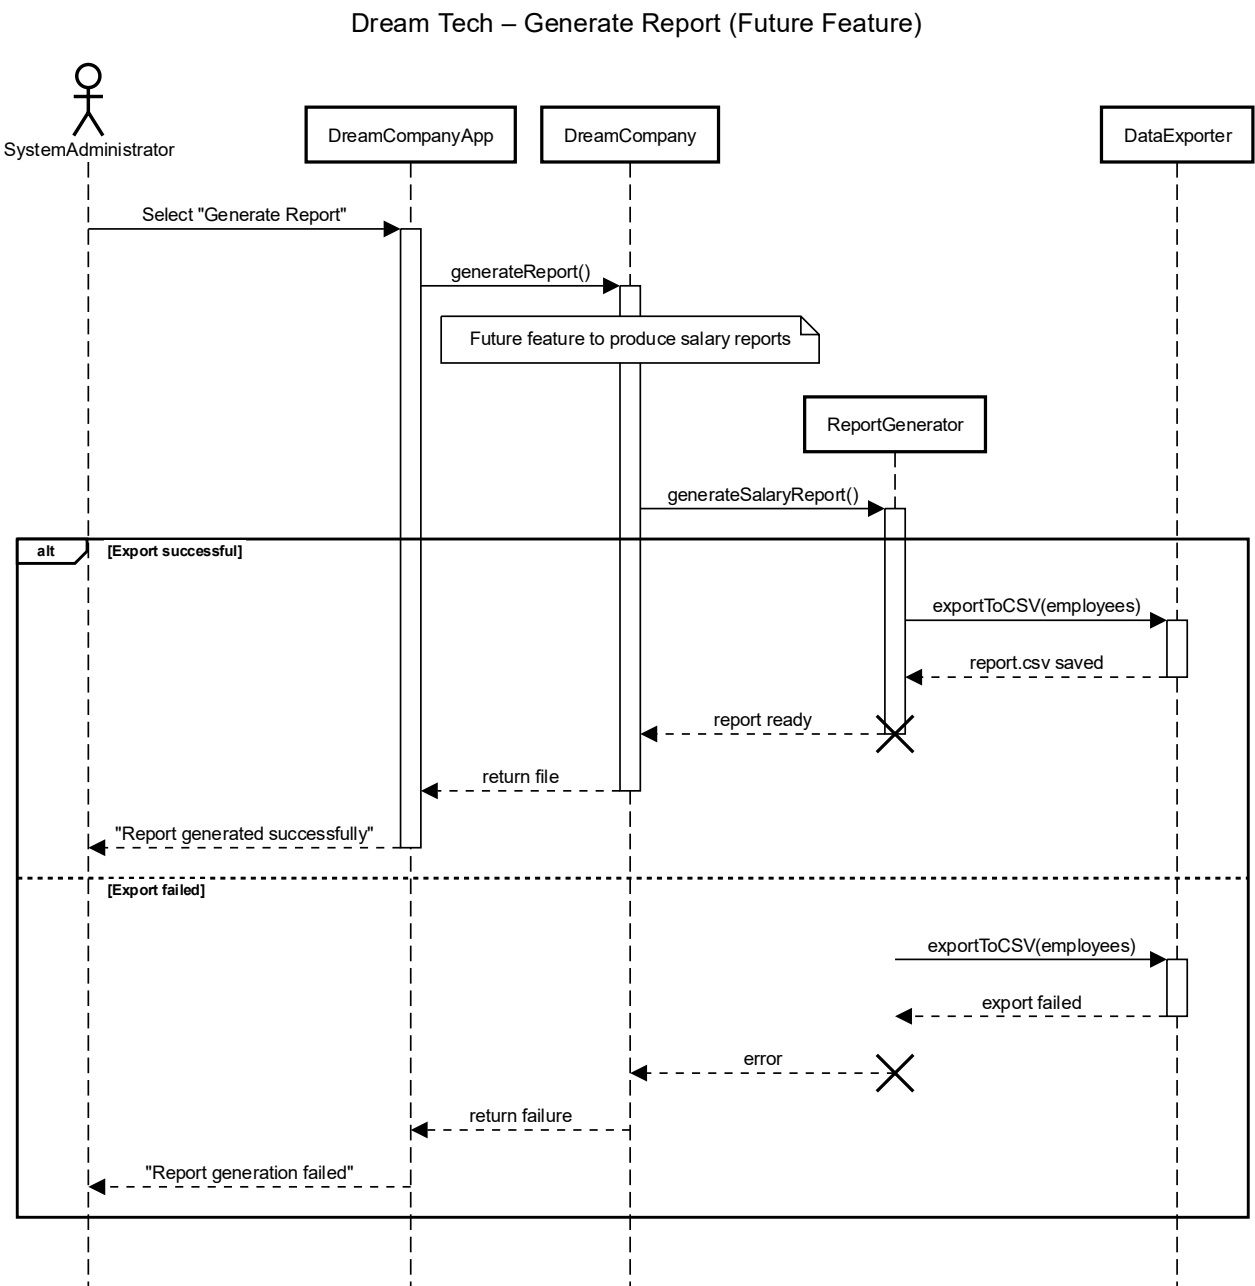 Dream Tech – Generate Report (Future Feature)
SystemAdministrator
DreamCompanyApp
DreamCompany
DataExporter
Select "Generate Report"
generateReport()
Future feature to produce salary reports
ReportGenerator
generateSalaryReport()
alt
[Export successful]
exportToCSV(employees)
report.csv saved
report ready
return file
"Report generated successfully"
[Export failed]
exportToCSV(employees)
export failed
error
return failure
"Report generation failed"